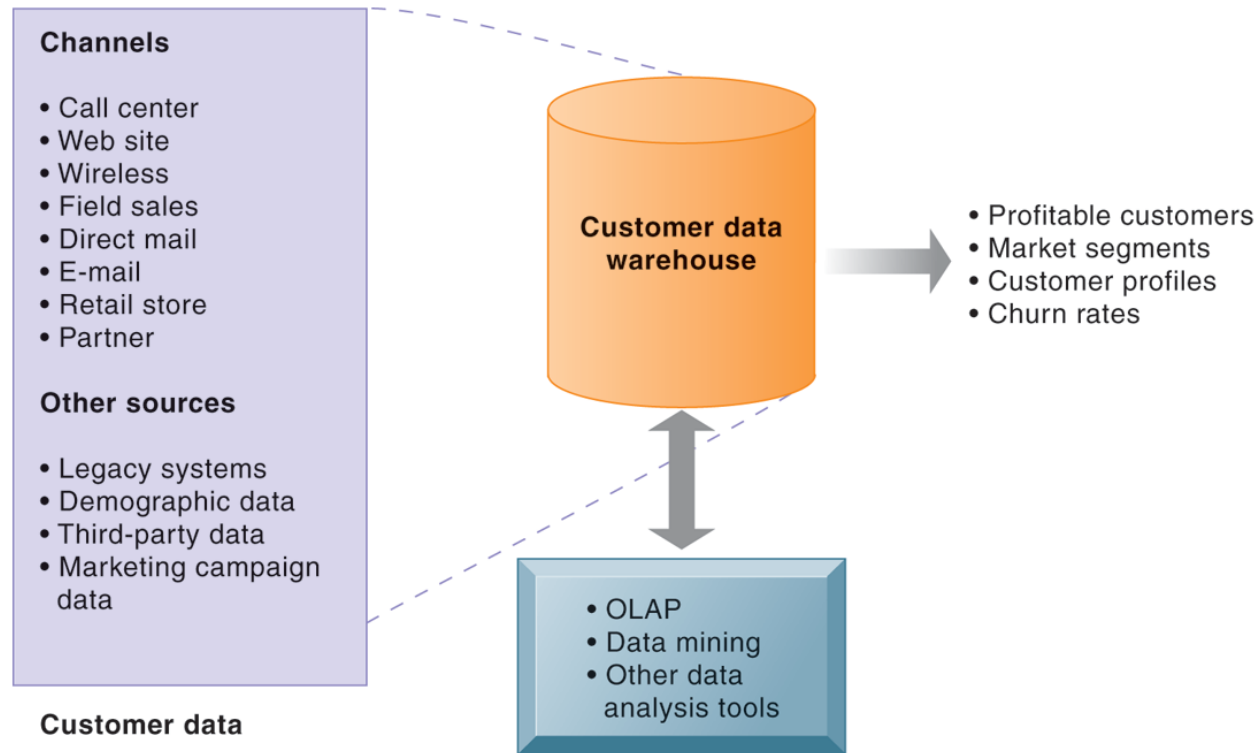 Channels
• Call center
• Web site
• Wireless
• Field sales
• Direct mail
• E-mail
• Retail store
• Partner
Other sources
• Legacy systems
• Demographic data
• Third-party data
• Marketing campaign
data
Customer data
Customer data
warehouse
• Profitable customers
• Market segments
• Customer profiles
• Churn rates
• OLAP
• Data mining
• Other data
analysis tools